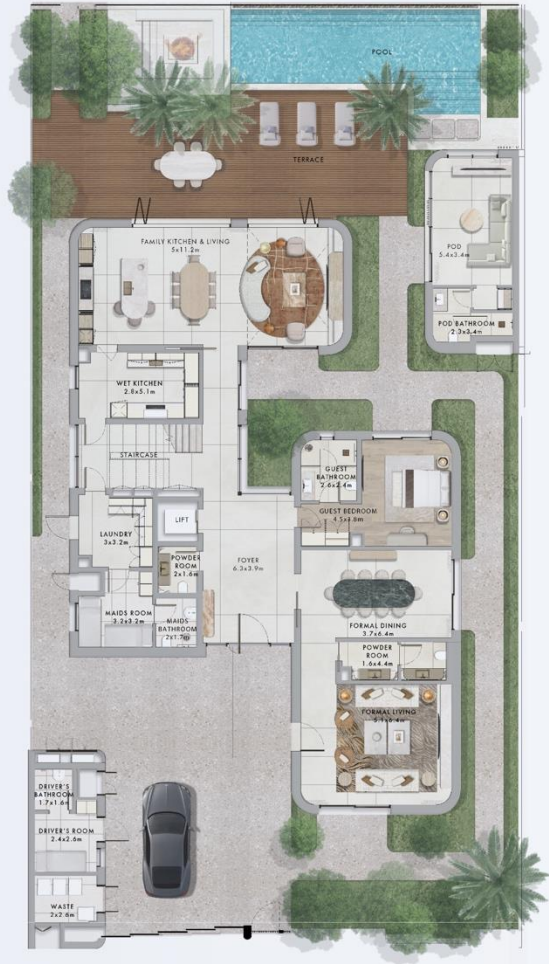 POOL
TERRACE
FAMILY KITCHEN & LIVING
5x11.2m
POD
5.4x3.4m
POD BATHROOM
2.3x3.4m
WET KITCHEN
2.8x5.1m
STAIRCASE
GUEST
BATHROOM
2.6x2.4m
GUEST BEDROOM
4.5x3.6m
LIFT
LAUNDRY
3x3.2m
POWDER
ROOM
2x1.6m
FOYER
6.3x3.9m
MAIDS ROOM
3.2x3.2m
MAIDS
BATHROOM
2x1.7m
FORMAL DINING
3.7x6.4m
POWDER
ROOM
1.6x4.4m
FORMAL LIVING
5.1x6.4m
DRIVER'S
BATHROOM
1.7x1.6m
DRIVER'S ROOM
2.4x2.6m
WASTE
2x2.6m